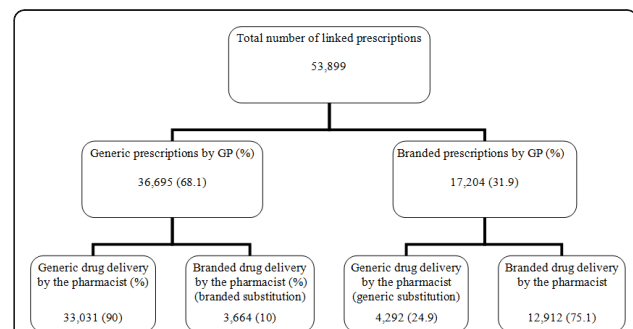 Total number of linked prescriptions
53,899
Generic prescriptions by GP (%)
36,695 (68.1)
Branded prescriptions by GP (%)
17,204 (31.9)
Generic drug delivery
by the pharmacist (%)
33,031 (90)
Branded drug delivery
by the pharmacist (%)
(branded substitution)
3,664 (10)
Generic drug delivery
by the pharmacist
(generic substitution)
4,292 (24.9)
Branded drug delivery
by the pharmacist
12,912 (75.1)